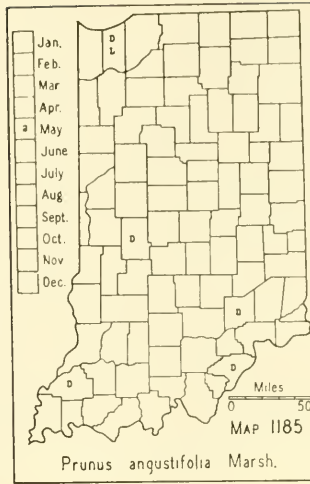 Jan.
Feb.
Mar
Apr.
a May
June
July
Aug
Sept.
Oct.
Nov
Dec.
D
L
D
D
D
D
Miles
0 50
MAP 1185
Prunus angustifolia Marsh.